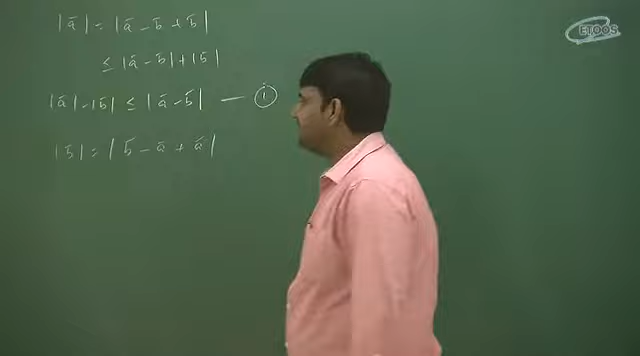 |ā| = |ā - b̄ + b̄|
≤ |ā - b̄| + |b̄|
|ā| - |b̄| ≤ |ā - b̄| — ①
|b̄| = |b̄ - ā + ā|
ETOOS